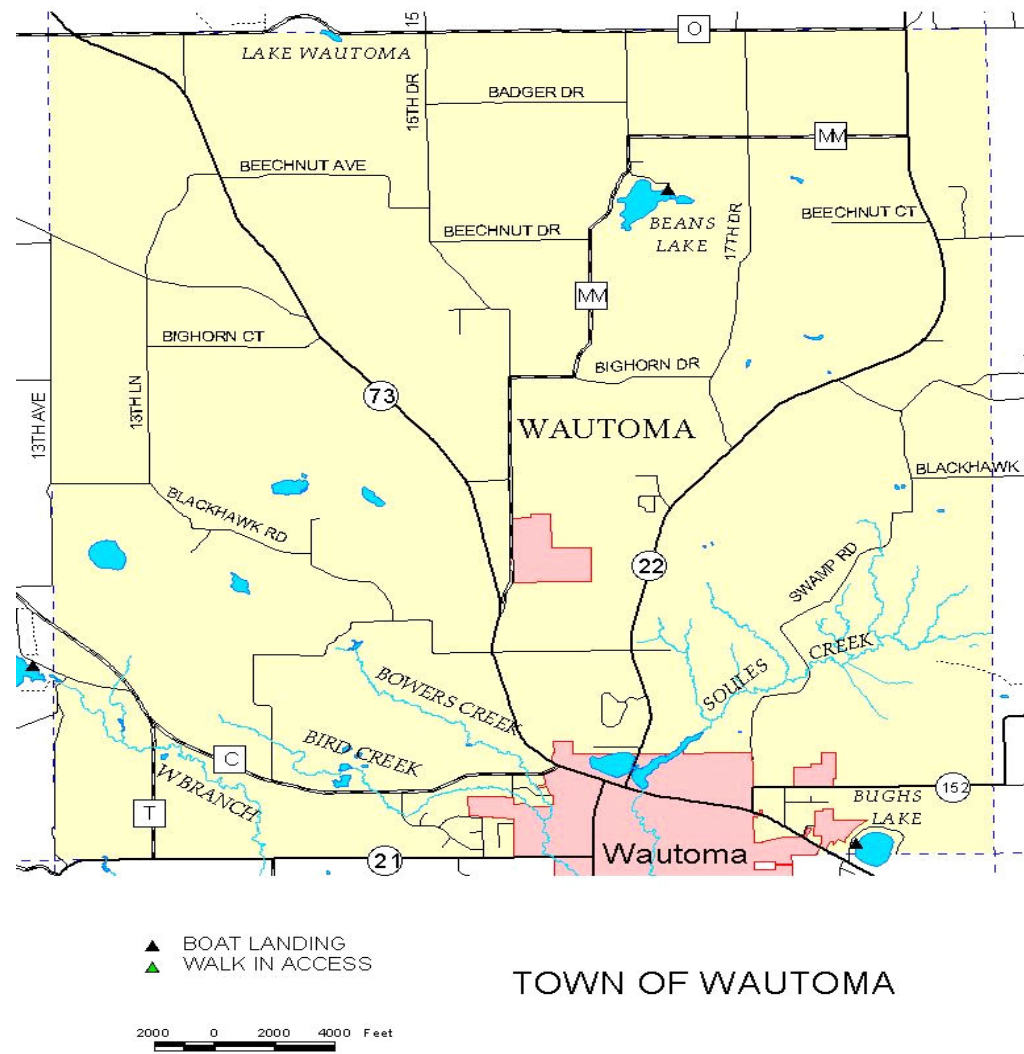 15
O
LAKE WAUTOMA
15TH DR
BADGER DR
MM
BEECHNUT AVE
BEANS
LAKE
17TH DR
BEECHNUT CT
BEECHNUT DR
MM
BIGHORN CT
BIGHORN DR
13TH AVE
13TH LN
73
WAUTOMA
BLACKHAWK
BLACKHAWK RD
22
SWAMP RD
SOULES
CREEK
BOWERS CREEK
BIRD CREEK
C
W BRANCH
T
152
BUGHS
LAKE
21
Wautoma
BOAT LANDING
WALK IN ACCESS
TOWN OF WAUTOMA
2000 0 2000 4000 Feet